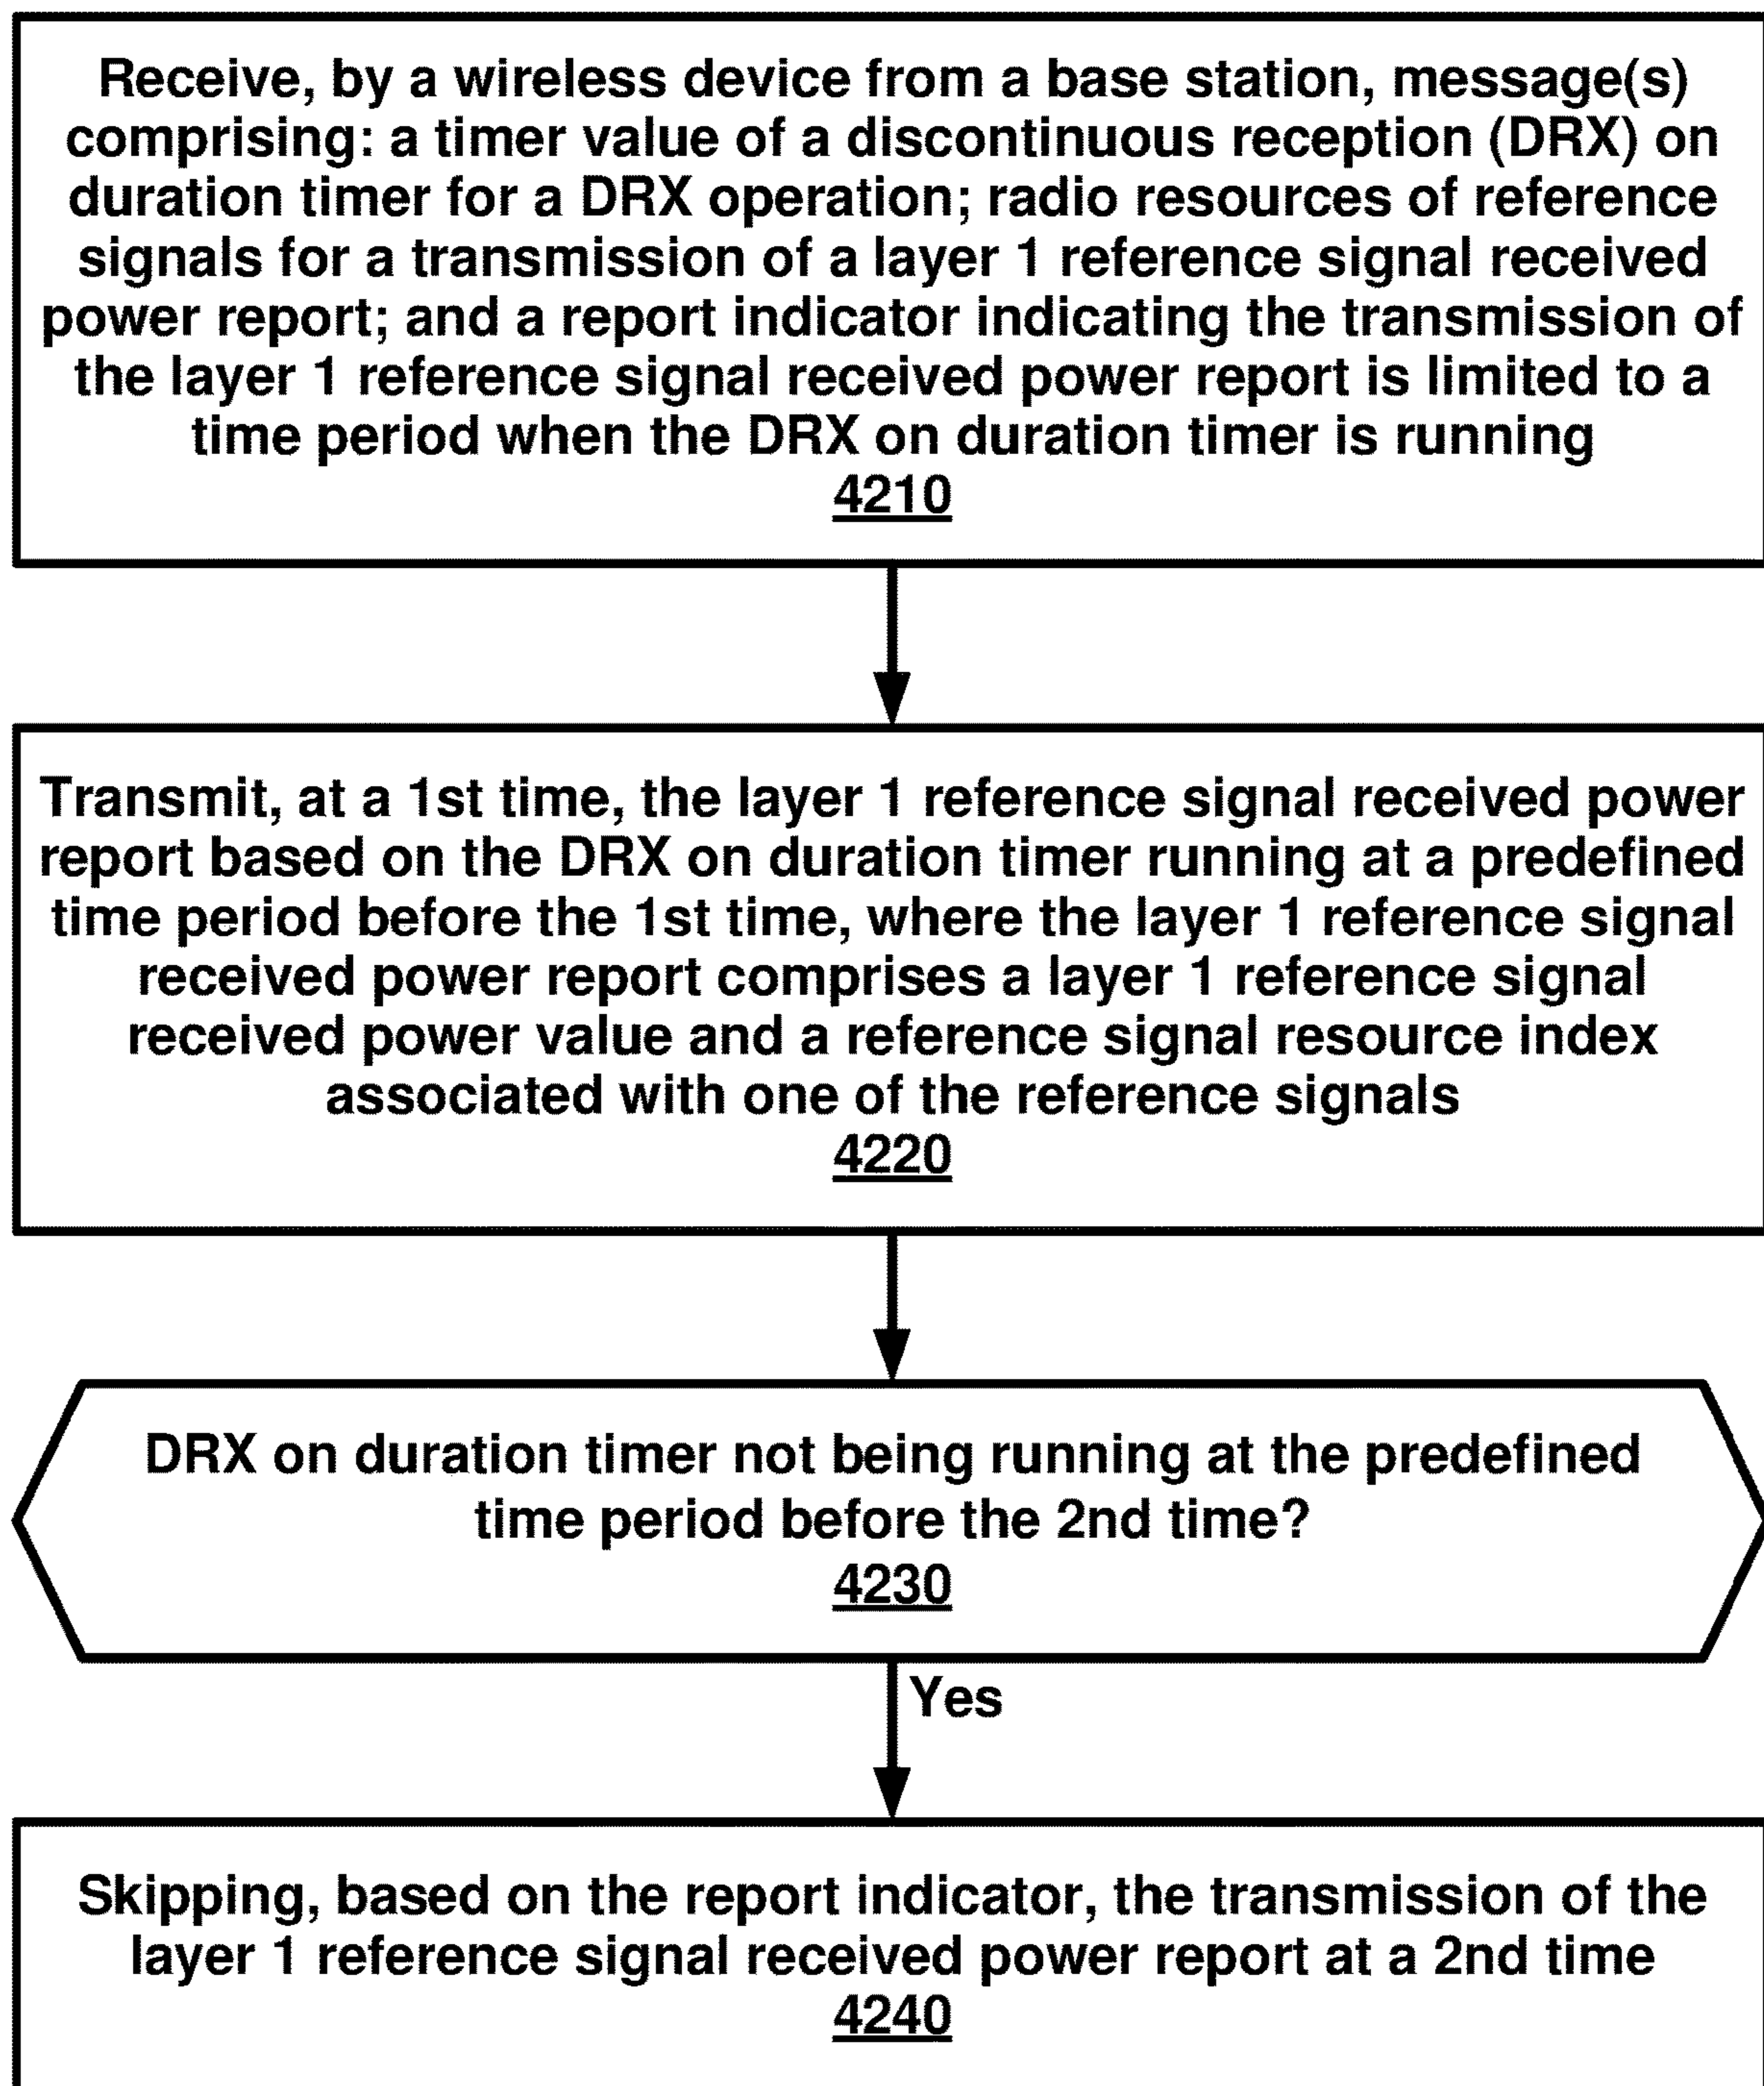 Receive, by a wireless device from a base station, message(s)
comprising: a timer value of a discontinuous reception (DRX) on
duration timer for a DRX operation; radio resources of reference
signals for a transmission of a layer 1 reference signal received
power report; and a report indicator indicating the transmission of
the layer 1 reference signal received power report is limited to a
time period when the DRX on duration timer is running
4210
Transmit, at a 1st time, the layer 1 reference signal received power
report based on the DRX on duration timer running at a predefined
time period before the 1st time, where the layer 1 reference signal
received power report comprises a layer 1 reference signal
received power value and a reference signal resource index
associated with one of the reference signals
4220
DRX on duration timer not being running at the predefined
time period before the 2nd time?
4230
Yes
Skipping, based on the report indicator, the transmission of the
layer 1 reference signal received power report at a 2nd time
4240